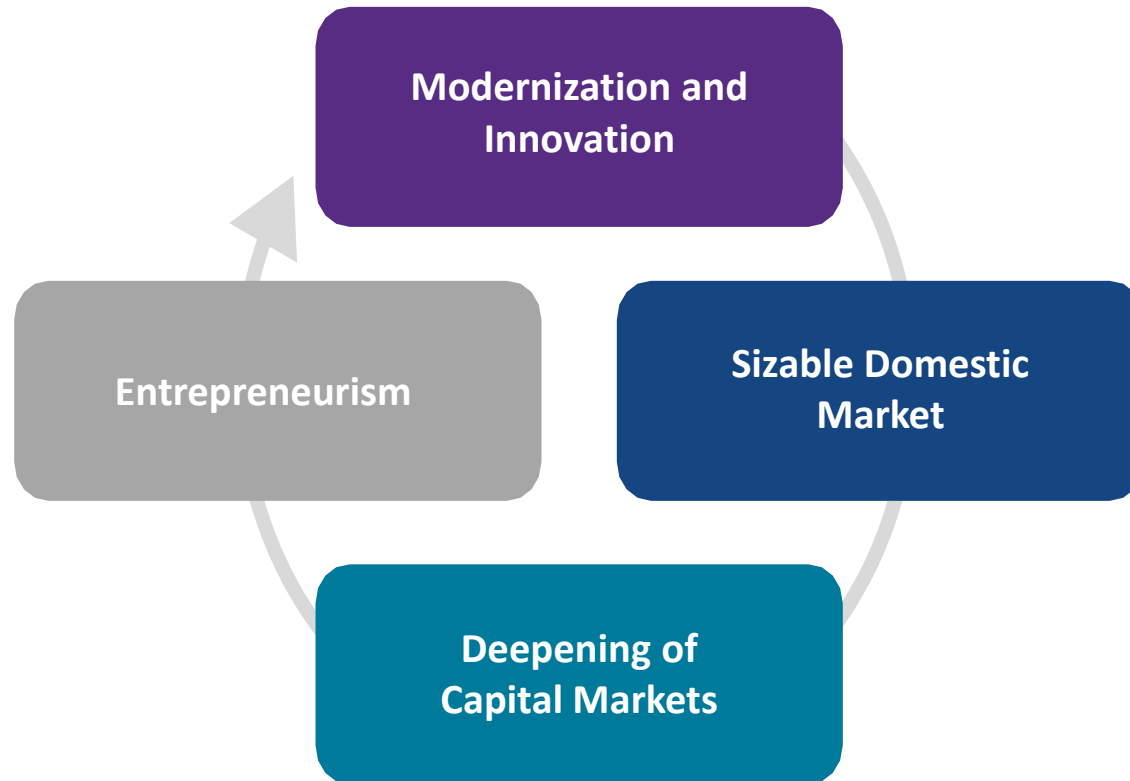 Modernization and
Innovation
Sizable Domestic
Market
Entrepreneurism
Deepening of
Capital Markets